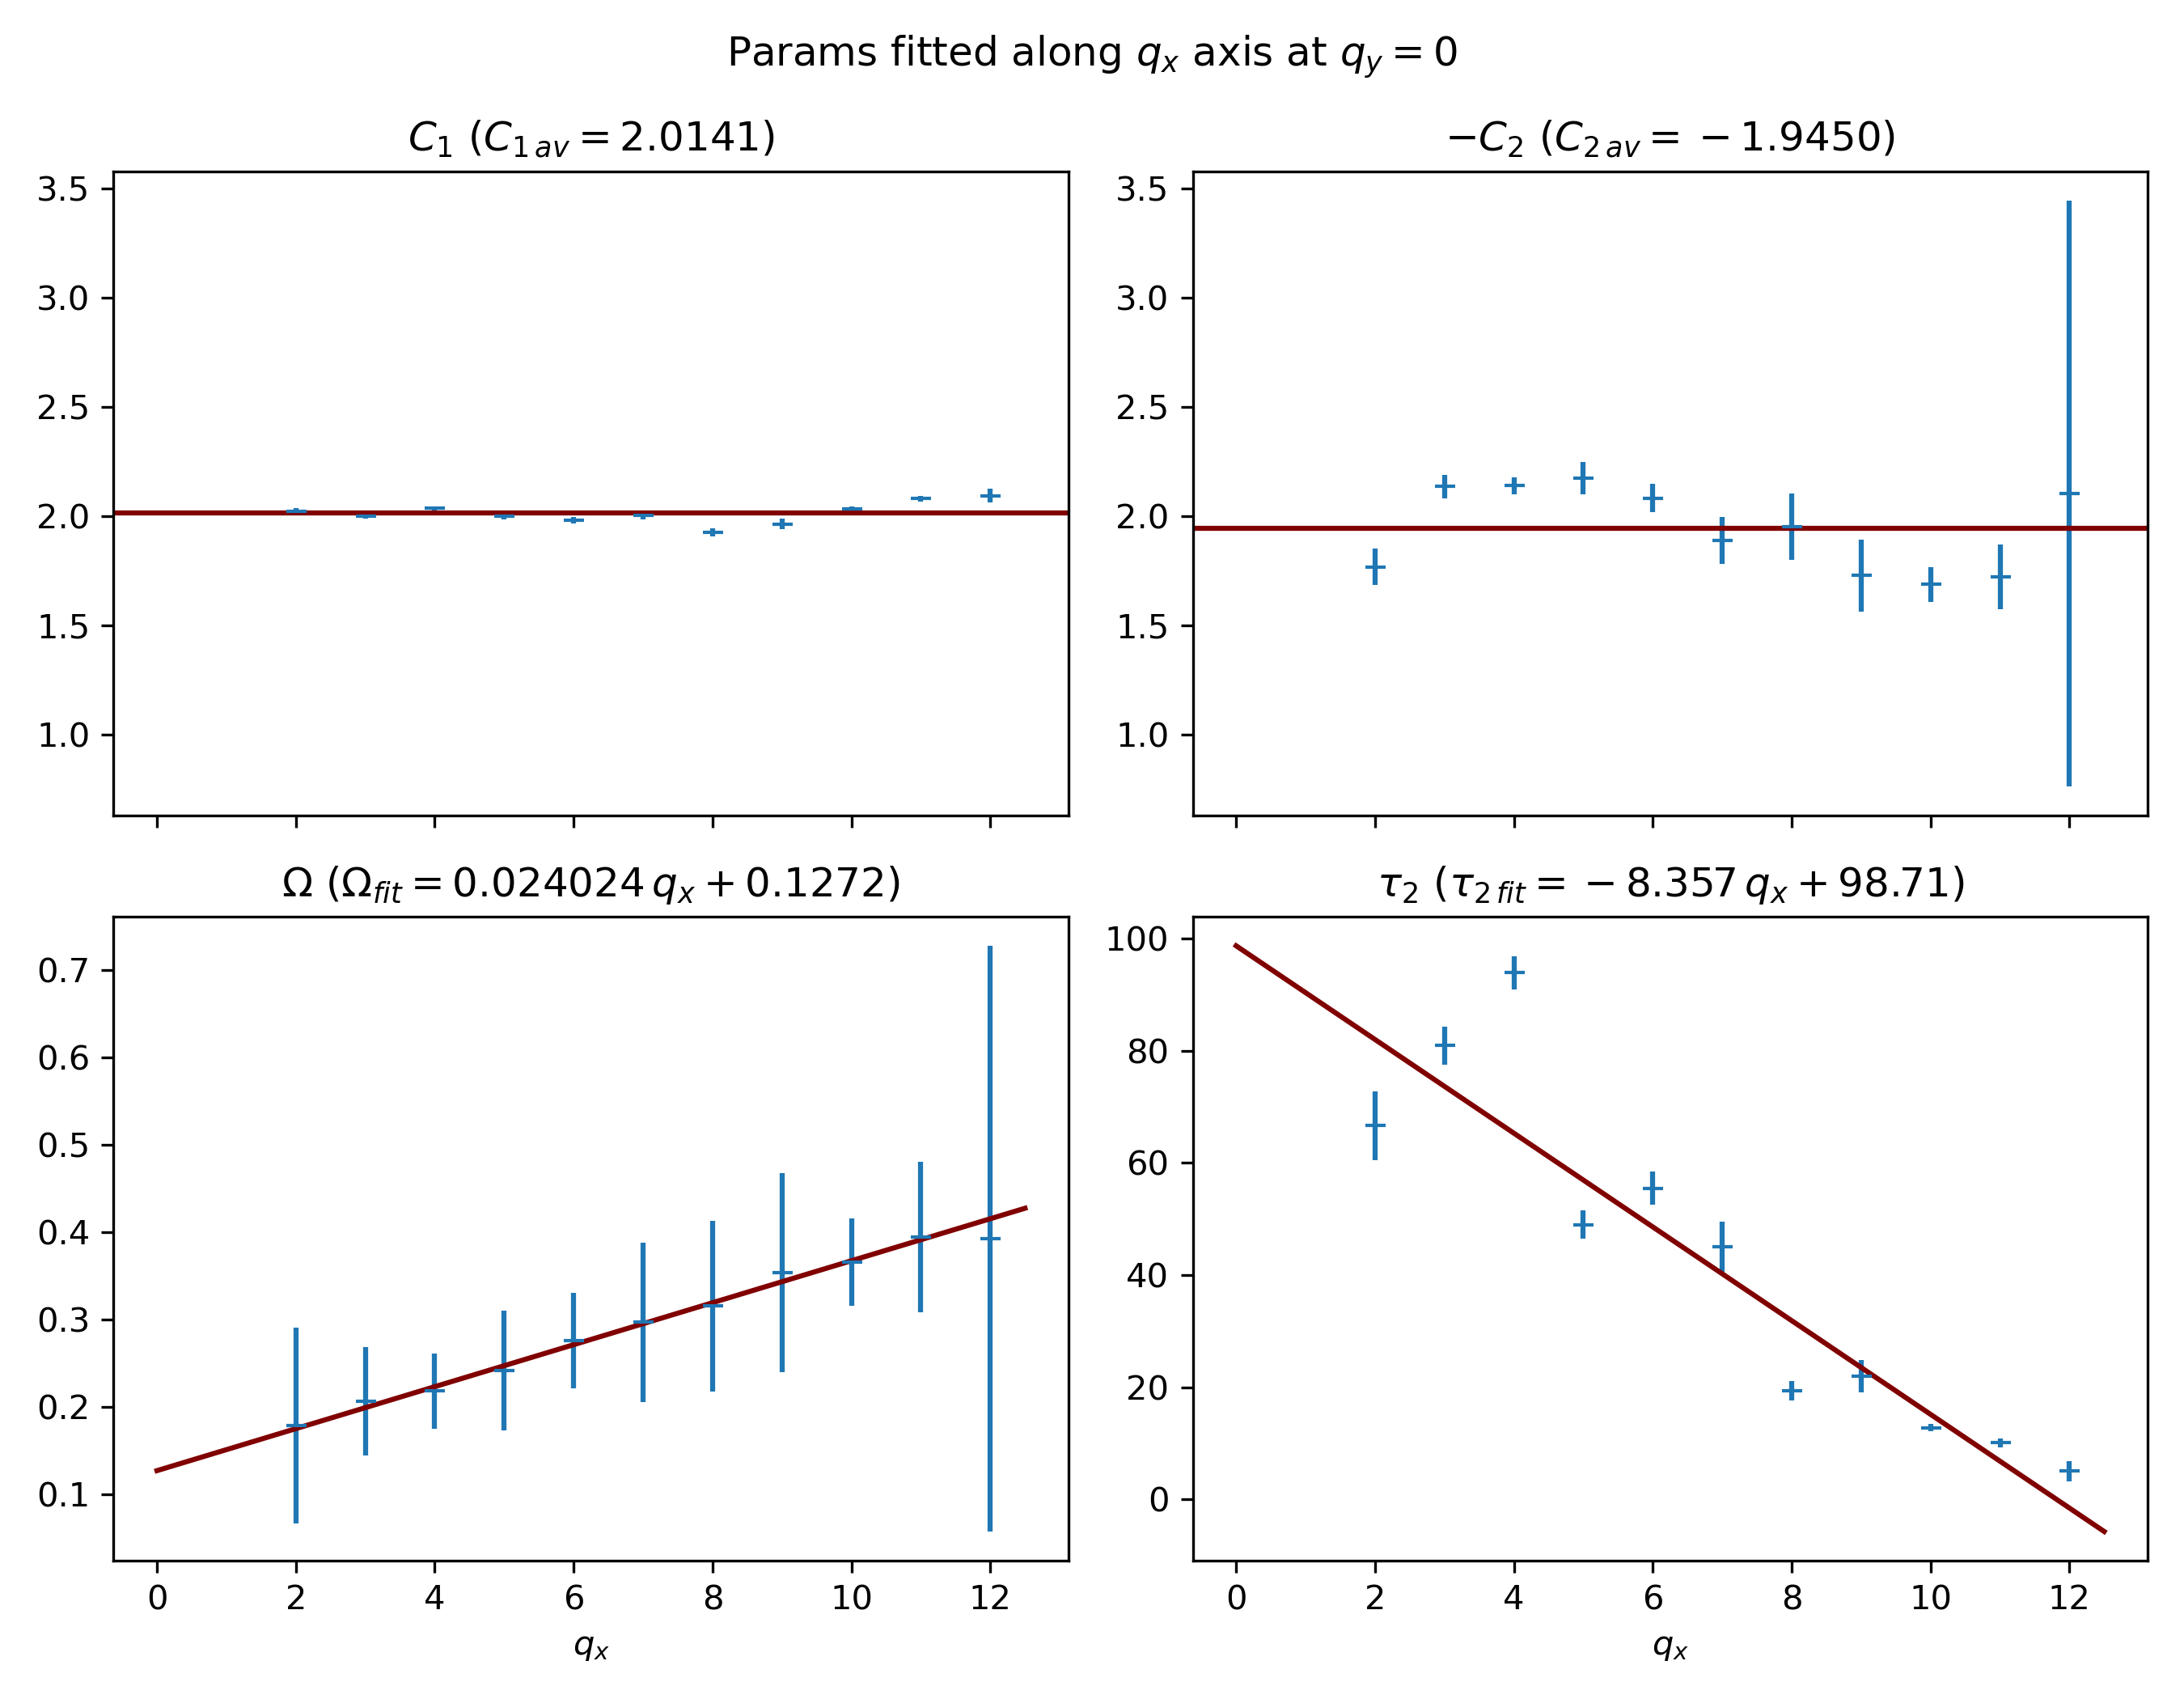 Params fitted along qₓ axis at q_y = 0
C₁ (C₁ ₐᵥ = 2.0141)
−C₂ (C₂ ₐᵥ = −1.9450)
3.5
3.0
2.5
2.0
1.5
1.0
3.5
3.0
2.5
2.0
1.5
1.0
Ω (Ω_fit = 0.024024 qₓ + 0.1272)
τ₂ (τ₂ fit = −8.357 qₓ + 98.71)
0.7
0.6
0.5
0.4
0.3
0.2
0.1
0 2 4 6 8 10 12
qₓ
100
80
60
40
20
0
0 2 4 6 8 10 12
qₓ